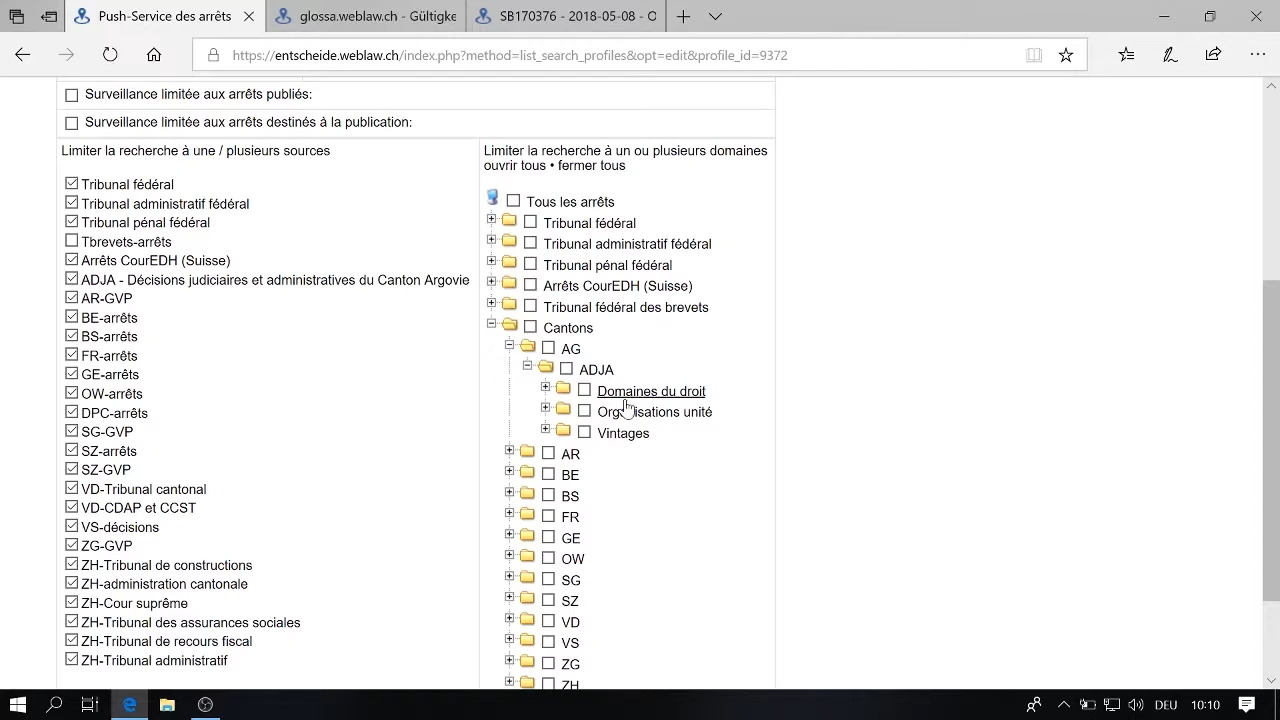 Push-Service des arrêts
glossa.weblaw.ch - Gültigke
SB170376 - 2018-05-08 - O
https://entscheide.weblaw.ch/index.php?method=list_search_profiles&opt=edit&profile_id=9372
Surveillance limitée aux arrêts publiés:
Surveillance limitée aux arrêts destinés à la publication:
Limiter la recherche à une / plusieurs sources
Tribunal fédéral
Tribunal administratif fédéral
Tribunal pénal fédéral
Tbrevets-arrêts
Arrêts CourEDH (Suisse)
ADJA - Décisions judiciaires et administratives du Canton Argovie
AR-GVP
BE-arrêts
BS-arrêts
FR-arrêts
GE-arrêts
OW-arrêts
DPC-arrêts
SG-GVP
SZ-arrêts
SZ-GVP
VD-Tribunal cantonal
VD-CDAP et CCST
VS-décisions
ZG-GVP
ZH-Tribunal de constructions
ZH-administration cantonale
ZH-Cour suprême
ZH-Tribunal des assurances sociales
ZH-Tribunal de recours fiscal
ZH-Tribunal administratif
Limiter la recherche à un ou plusieurs domaines
ouvrir tous • fermer tous
Tous les arrêts
Tribunal fédéral
Tribunal administratif fédéral
Tribunal pénal fédéral
Arrêts CourEDH (Suisse)
Tribunal fédéral des brevets
Cantons
AG
ADJA
Domaines du droit
Organisations unité
Vintages
AR
BE
BS
FR
GE
OW
SG
SZ
VD
VS
ZG
ZH
DEU
10:10